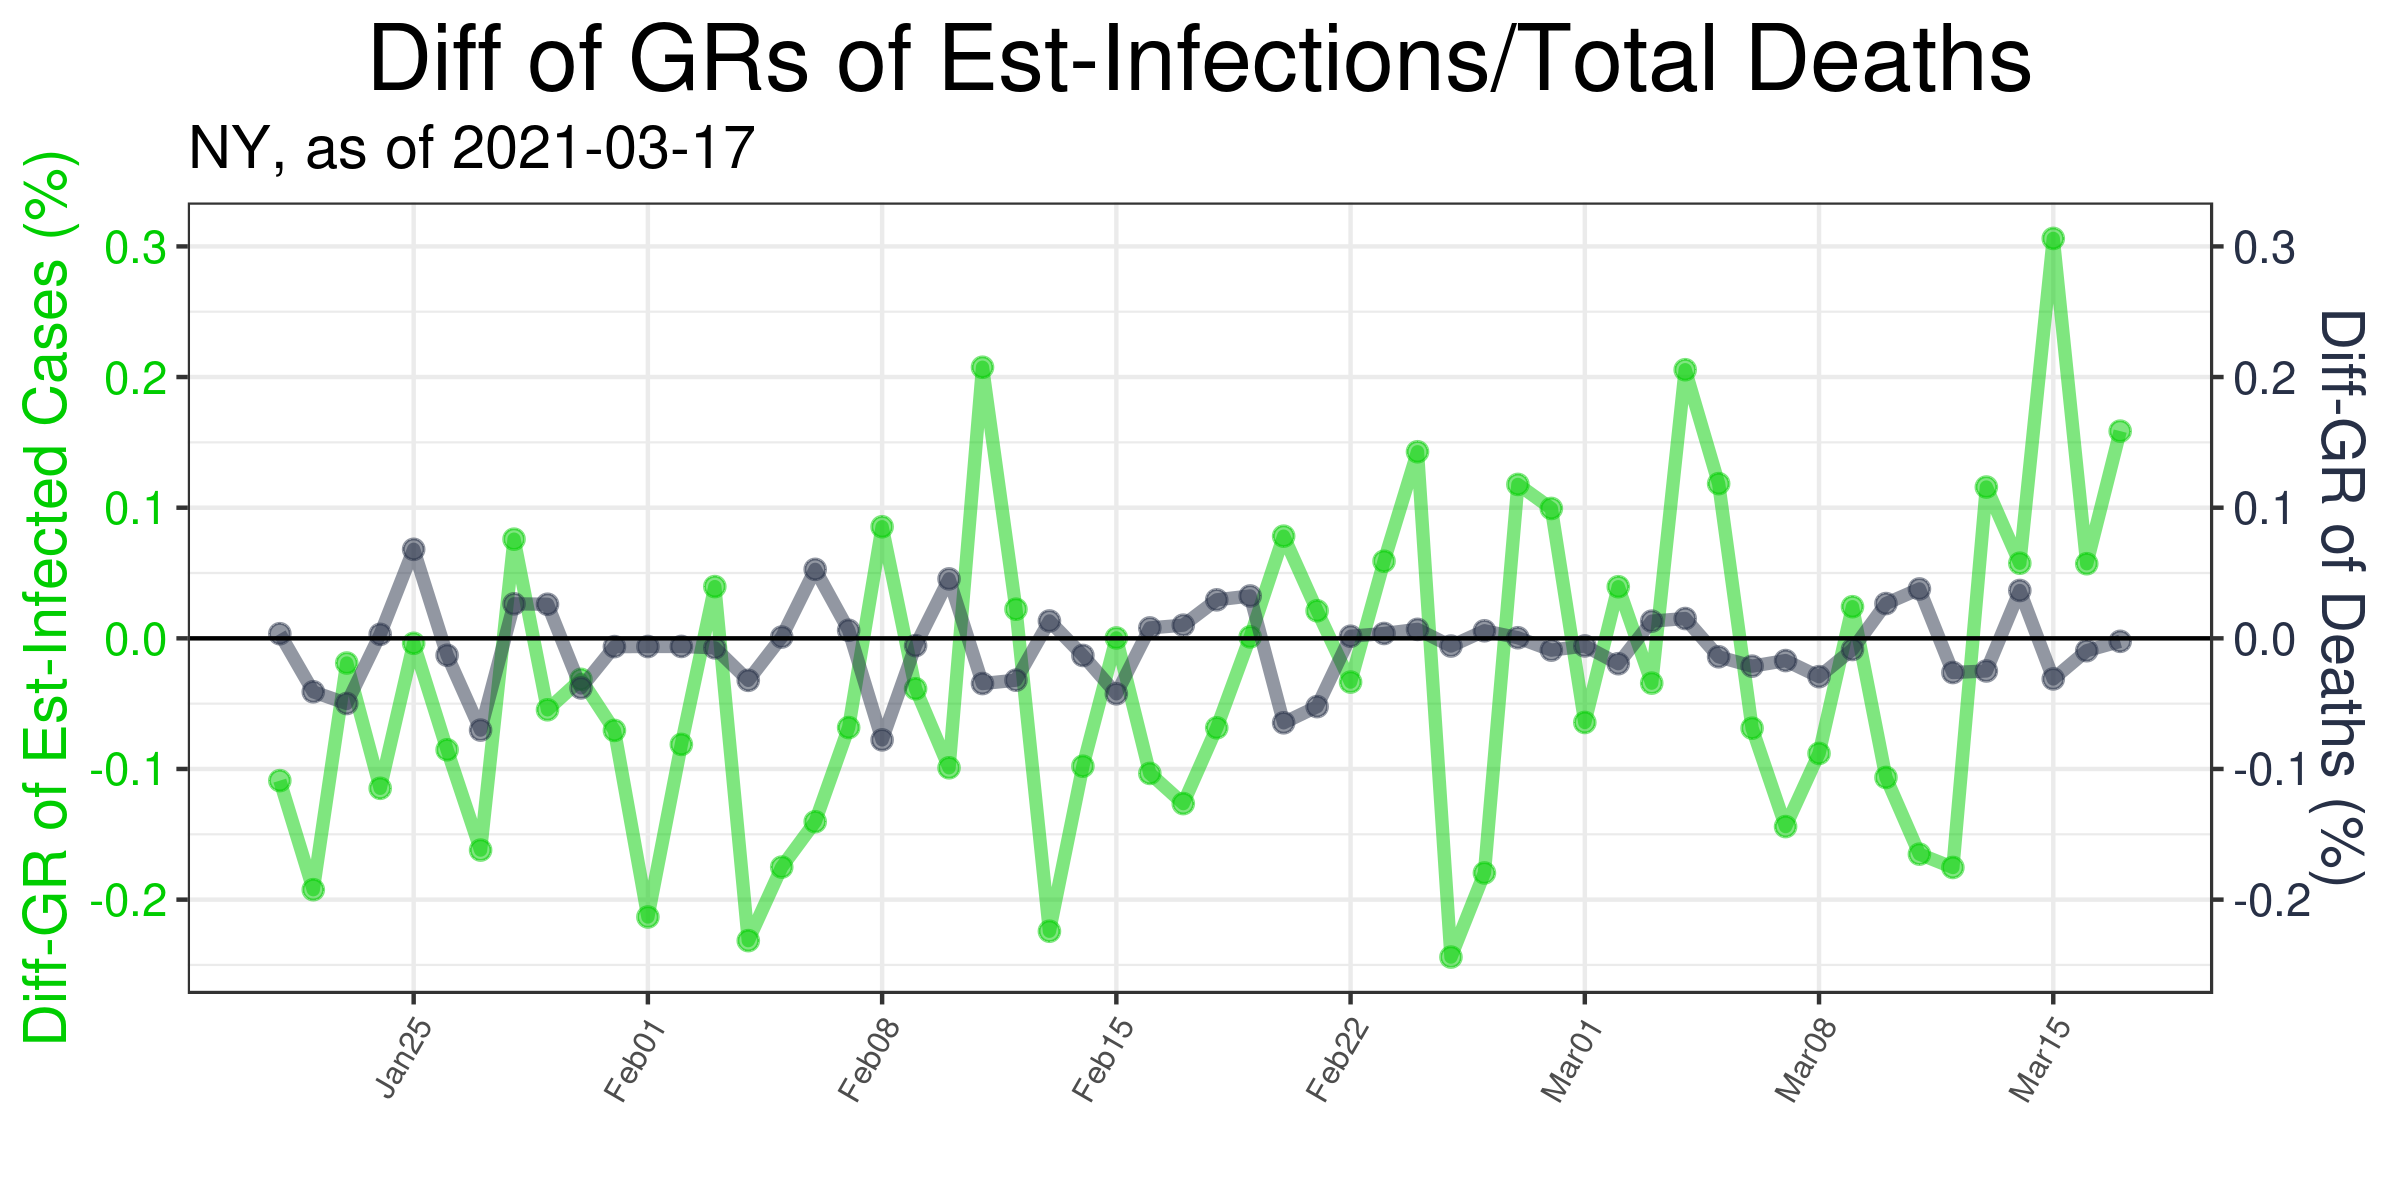 Diff of GRs of Est-Infections/Total Deaths
NY, as of 2021-03-17
Diff-GR of Est-Infected Cases (%)
0.3
0.2
0.1
0.0
-0.1
-0.2
0.3
0.2
0.1
0.0
-0.1
-0.2
Diff-GR of Deaths (%)
Jan25
Feb01
Feb08
Feb15
Feb22
Mar01
Mar08
Mar15